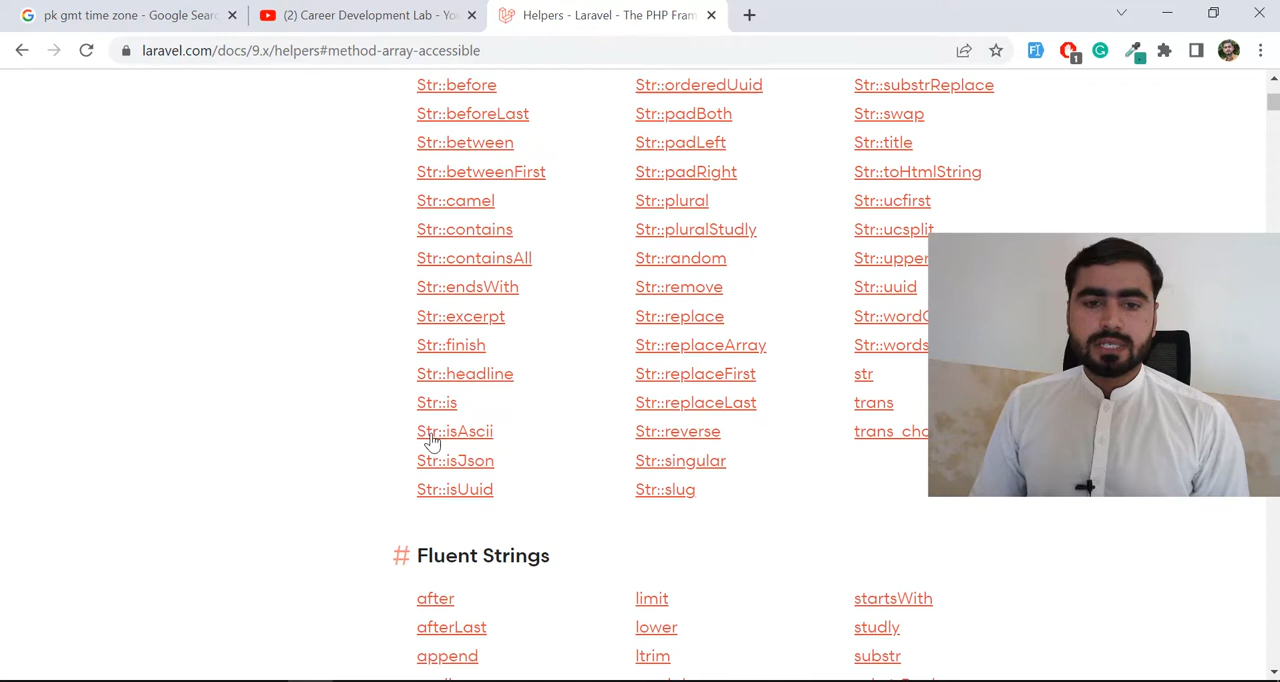 pk gmt time zone - Google Sear
(2) Career Development Lab - Yo
Helpers - Laravel - The PHP Fram
laravel.com/docs/9.x/helpers#method-array-accessible
1
Str::before Str::orderedUuid Str::substrReplace
Str::beforeLast Str::padBoth Str::swap
Str::between Str::padLeft Str::title
Str::betweenFirst Str::padRight Str::toHtmlString
Str::camel Str::plural Str::ucfirst
Str::contains Str::pluralStudly Str::ucsplit
Str::containsAll Str::random Str::upper
Str::endsWith Str::remove Str::uuid
Str::excerpt Str::replace Str::wordC
Str::finish Str::replaceArray Str::words
Str::headline Str::replaceFirst str
Str::is Str::replaceLast trans
Str::isAscii Str::reverse trans_cho
Str::isJson Str::singular
Str::isUuid Str::slug
# Fluent Strings
after limit startsWith
afterLast lower studly
append ltrim substr